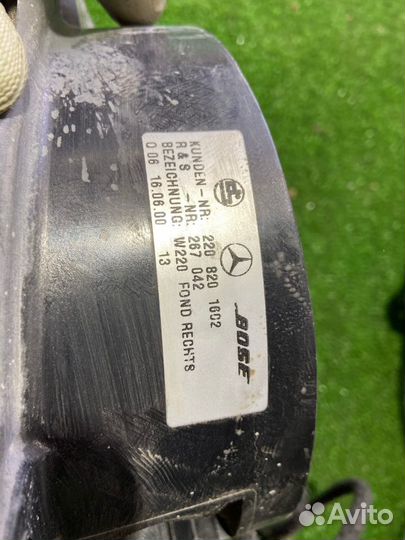 BOSE
KUNDEN-NR: 220 820 1602
R & S -NR: 267 042
BEZEICHNUNG: W220 FOND RECHTS
0 06 16.06.00 13
Avito